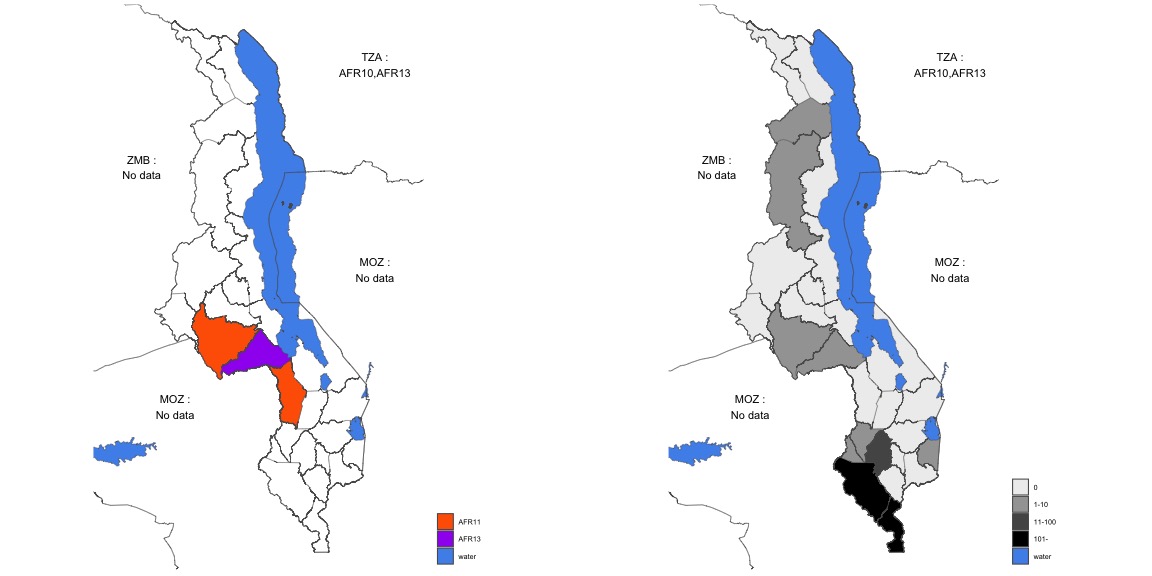 TZA :
AFR10,AFR13
ZMB :
No data
MOZ :
No data
MOZ :
No data
AFR11
AFR13
water
TZA :
AFR10,AFR13
ZMB :
No data
MOZ :
No data
MOZ :
No data
0
1-10
11-100
101-
water